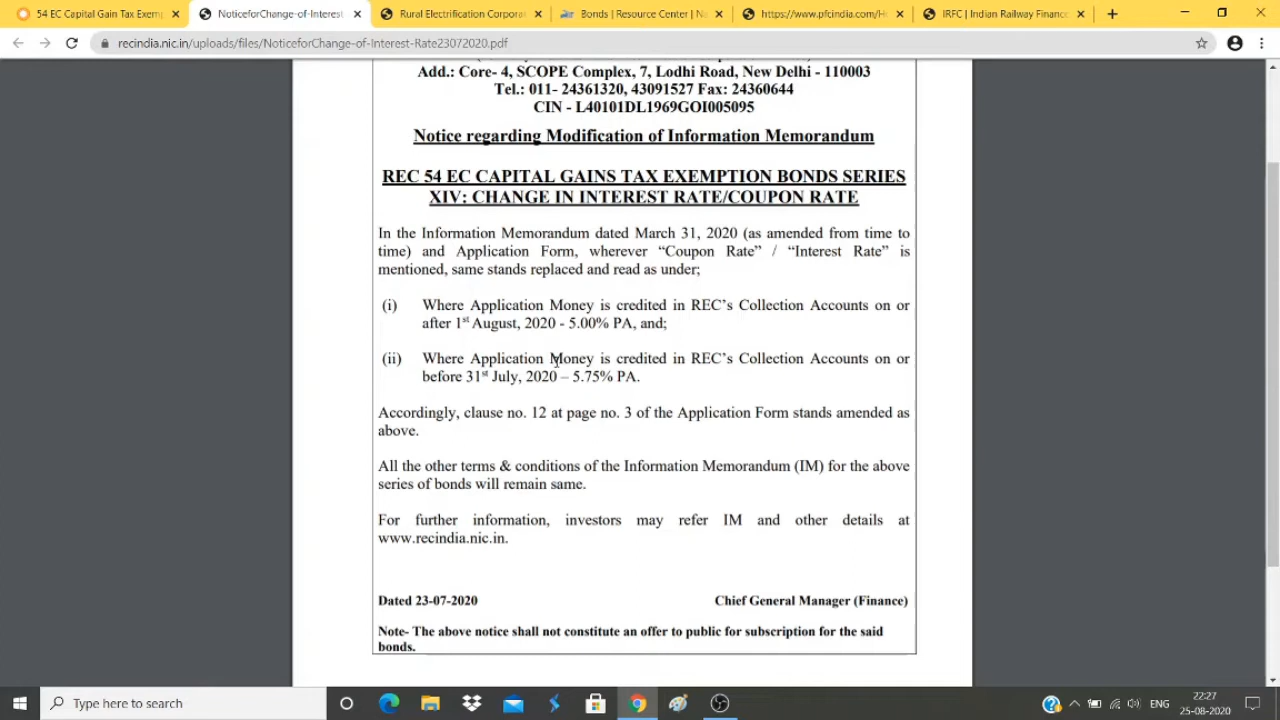 54 EC Capital Gain Tax Exemp
NoticeforChange-of-Interest
Rural Electrification Corpora
Bonds | Resource Center | N
https://www.pfcindia.com/H
IRFC | Indian Railway Finance
recindia.nic.in/uploads/files/NoticeforChange-of-Interest-Rate23072020.pdf
Add.: Core- 4, SCOPE Complex, 7, Lodhi Road, New Delhi - 110003
Tel.: 011- 24361320, 43091527 Fax: 24360644
CIN - L40101DL1969GOI005095
Notice regarding Modification of Information Memorandum
REC 54 EC CAPITAL GAINS TAX EXEMPTION BONDS SERIES
XIV: CHANGE IN INTEREST RATE/COUPON RATE
In the Information Memorandum dated March 31, 2020 (as amended from time to
time) and Application Form, wherever “Coupon Rate” / “Interest Rate” is
mentioned, same stands replaced and read as under;
(i) Where Application Money is credited in REC’s Collection Accounts on or
after 1st August, 2020 - 5.00% PA, and;
(ii) Where Application Money is credited in REC’s Collection Accounts on or
before 31st July, 2020 – 5.75% PA.
Accordingly, clause no. 12 at page no. 3 of the Application Form stands amended as
above.
All the other terms & conditions of the Information Memorandum (IM) for the above
series of bonds will remain same.
For further information, investors may refer IM and other details at
www.recindia.nic.in.
Dated 23-07-2020 Chief General Manager (Finance)
Note- The above notice shall not constitute an offer to public for subscription for the said
bonds.
Type here to search
ENG
22:27
25-08-2020